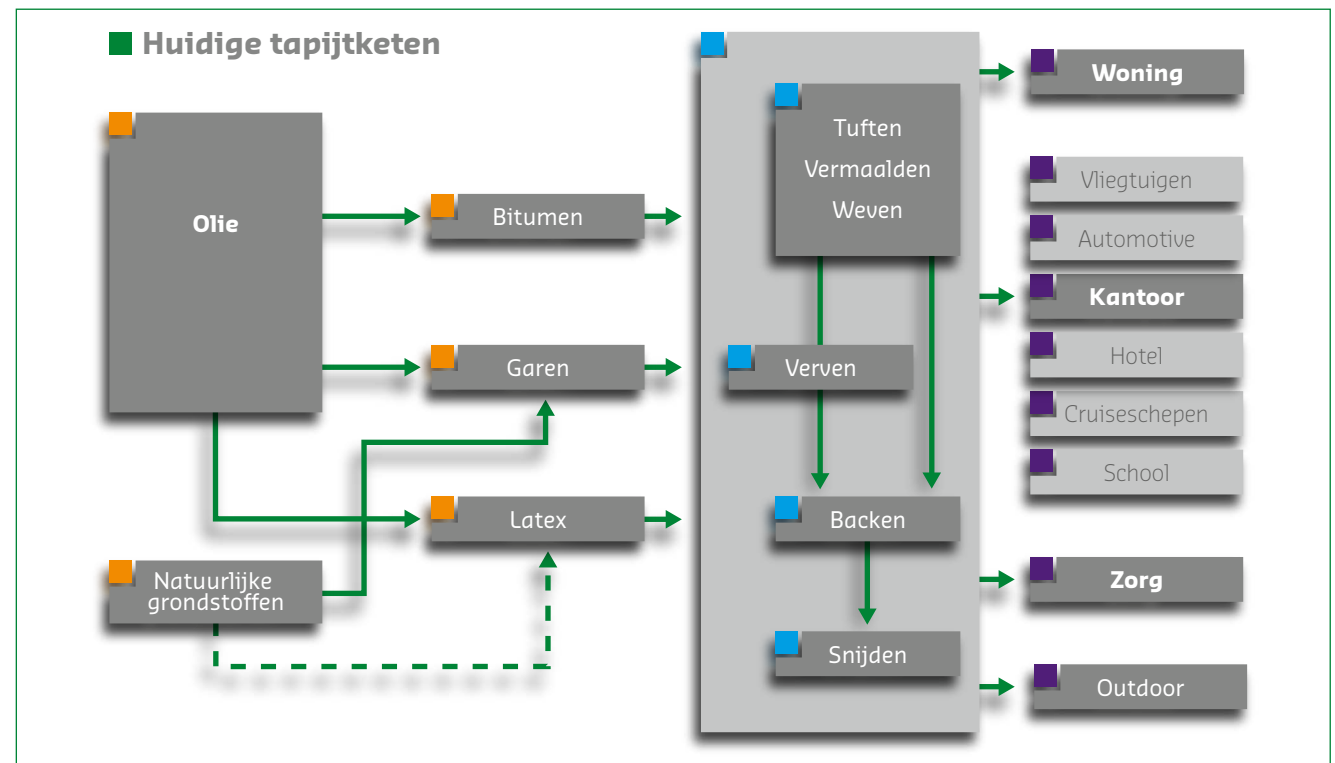 Huidige tapijtketen
Olie
Natuurlijke
grondstoffen
Bitumen
Garen
Latex
Tuften
Vermaalden
Weven
Verven
Backen
Snijden
Woning
Vliegtuigen
Automotive
Kantoor
Hotel
Cruiseschepen
School
Zorg
Outdoor